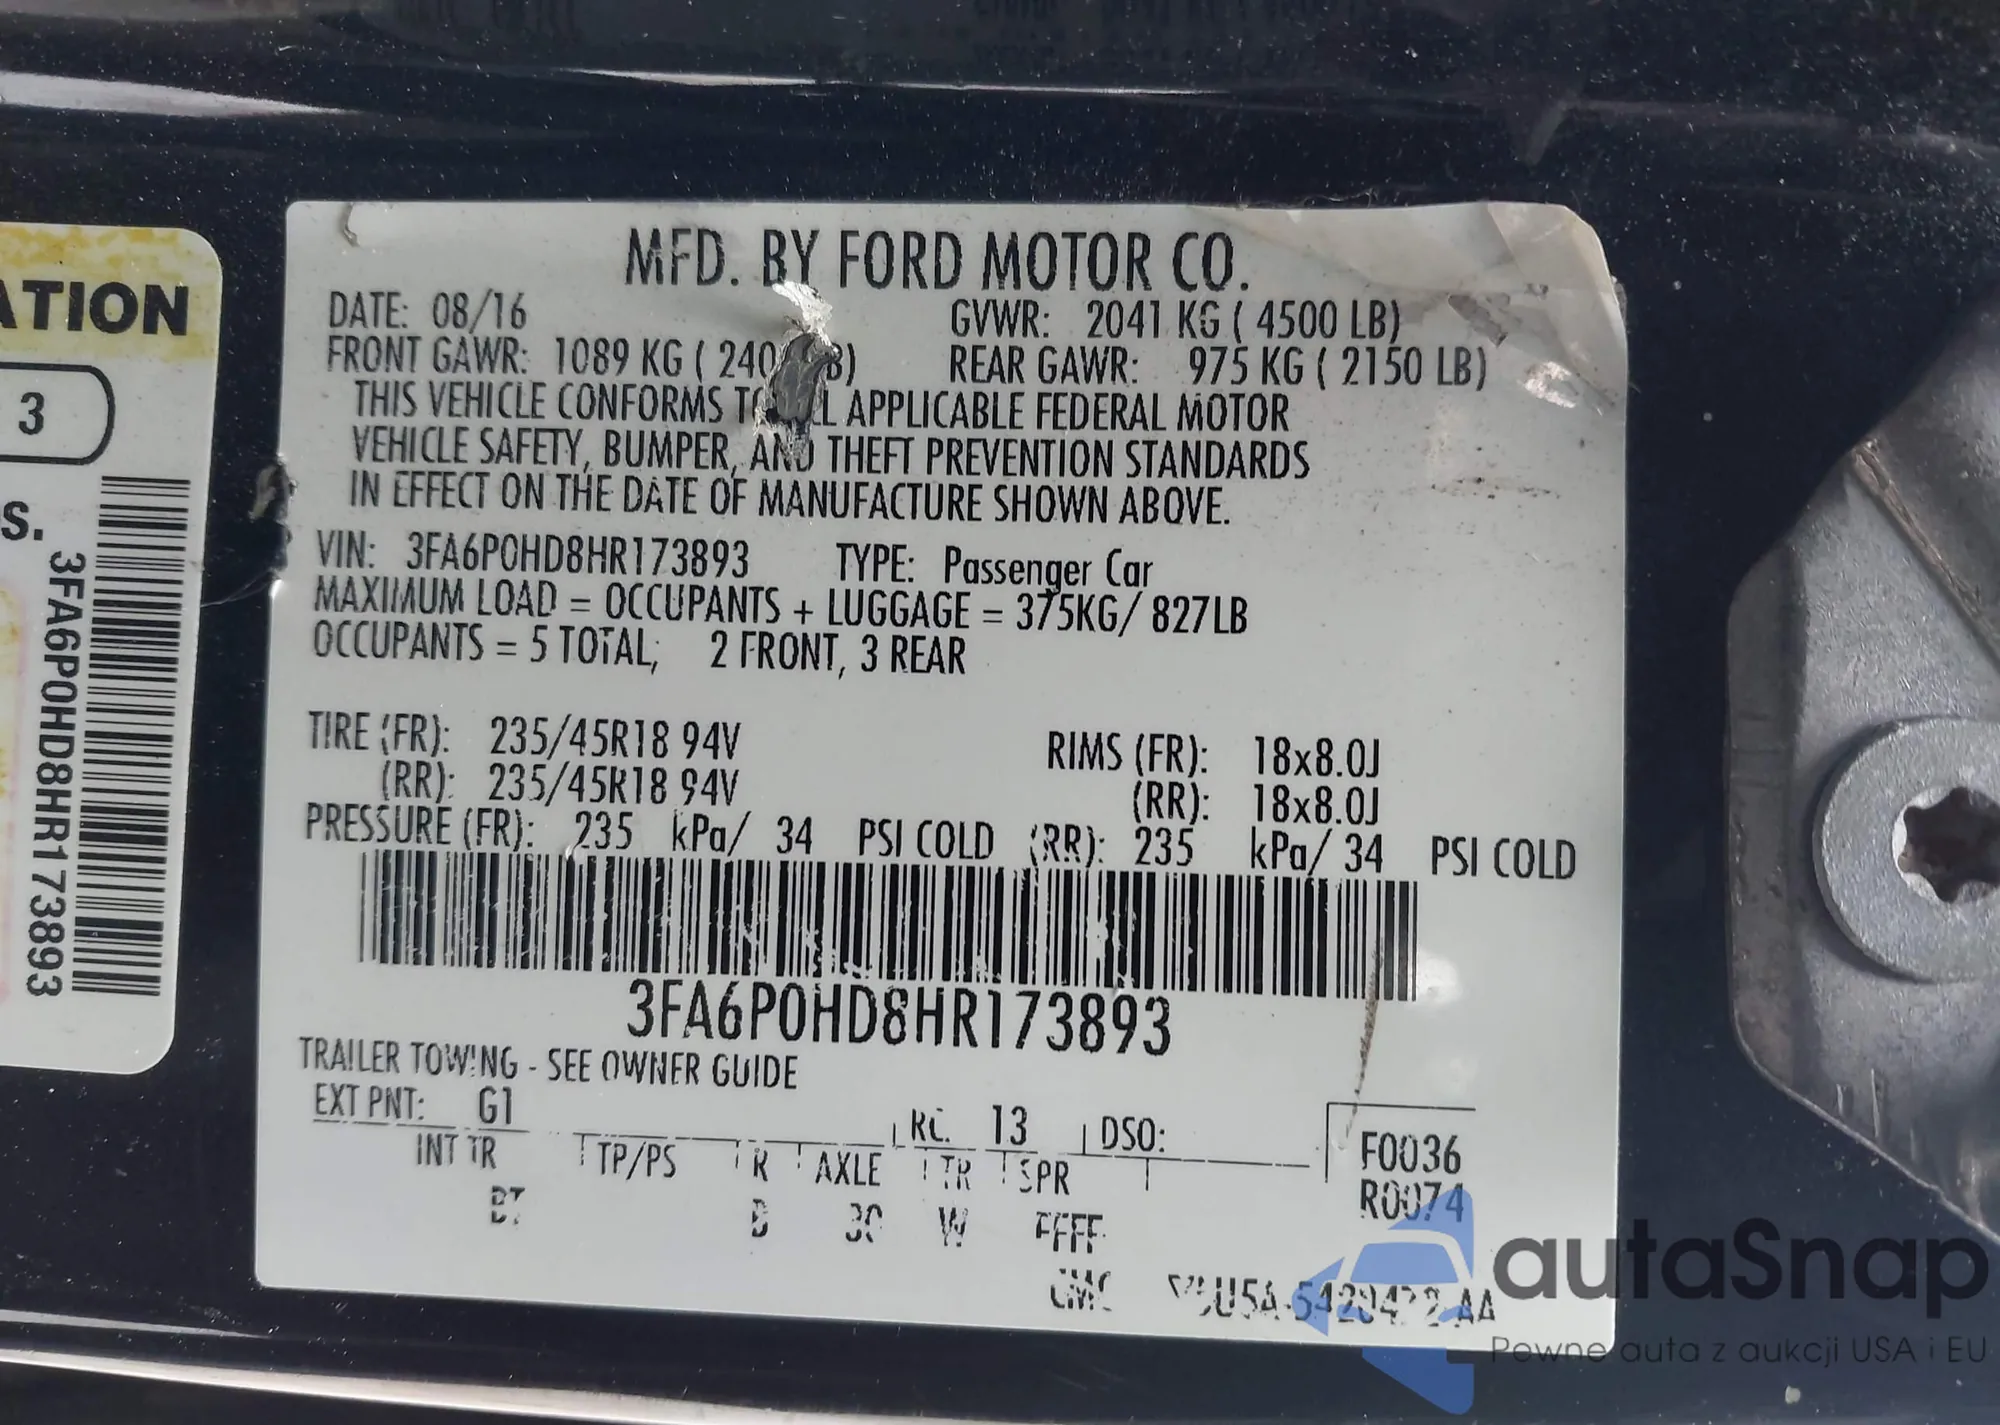 ATION
3
S.
3FA6P0HD8HR173893
MFD. BY FORD MOTOR CO.
DATE: 08/16 GVWR: 2041 KG ( 4500 LB)
FRONT GAWR: 1089 KG ( 240 B) REAR GAWR: 975 KG ( 2150 LB)
THIS VEHICLE CONFORMS TO L APPLICABLE FEDERAL MOTOR
VEHICLE SAFETY, BUMPER, AND THEFT PREVENTION STANDARDS
IN EFFECT ON THE DATE OF MANUFACTURE SHOWN ABOVE.
VIN: 3FA6P0HD8HR173893 TYPE: Passenger Car
MAXIMUM LOAD = OCCUPANTS + LUGGAGE = 375KG/ 827LB
OCCUPANTS = 5 TOTAL; 2 FRONT, 3 REAR
TIRE (FR): 235/45R18 94V RIMS (FR): 18x8.0J
(RR): 235/45R18 94V (RR): 18x8.0J
PRESSURE (FR): 235 kPa/ 34 PSI COLD (RR): 235 kPa/ 34 PSI COLD
3FA6P0HD8HR173893
TRAILER TOWING - SEE OWNER GUIDE
EXT PNT: G1 RC. 13 DSO: F0036
INT TR TP/PS R AXLE TR SPR R0074
W FFFF
autaSnap
Pewne auta z aukcji USA i EU